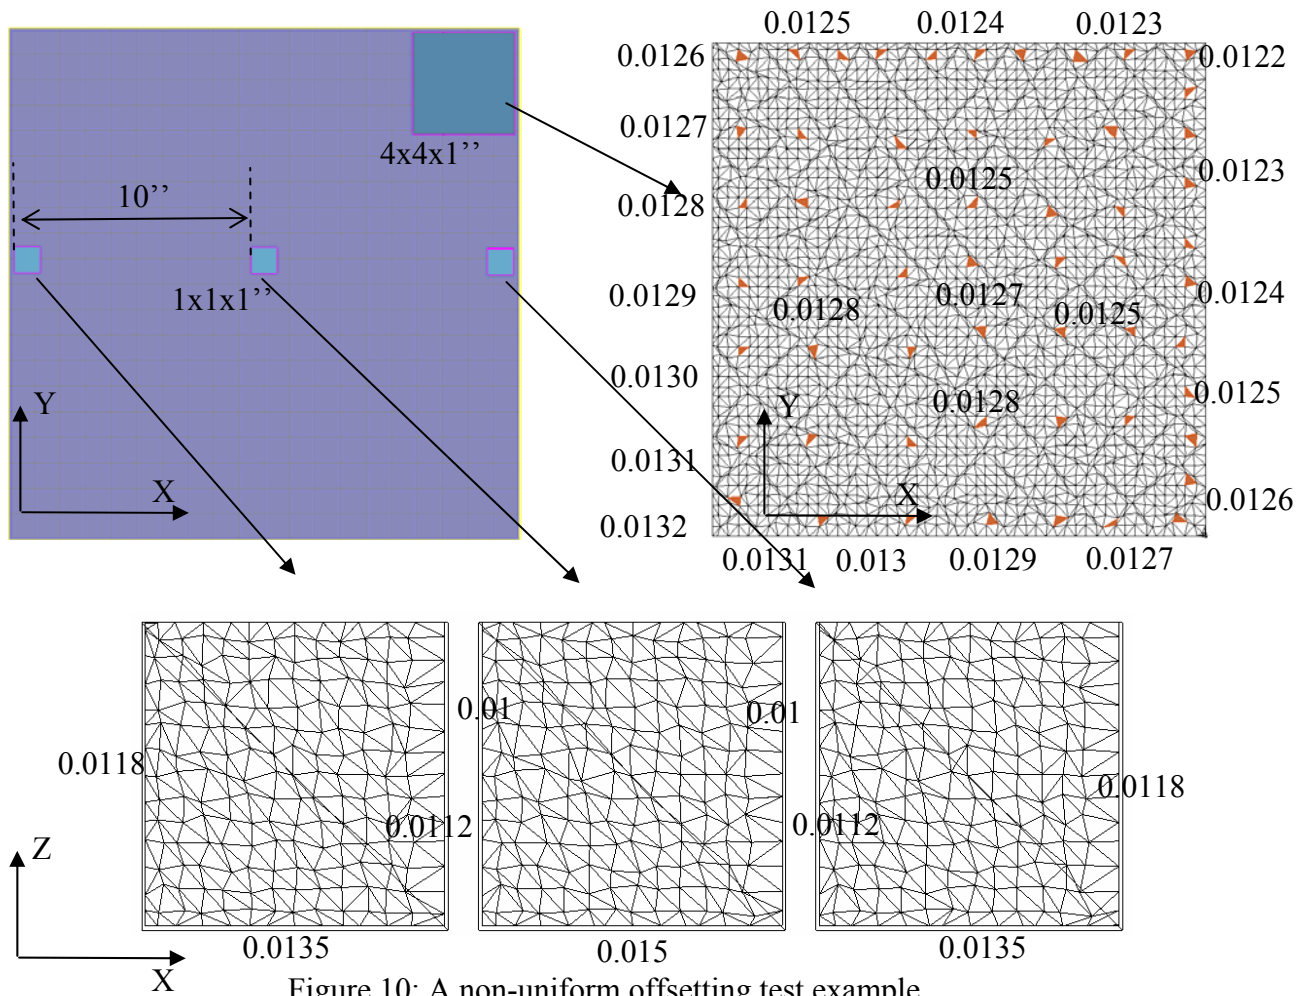 0.0125 0.0124 0.0123
0.0126 0.0122
0.0127
4x4x1’’
0.0125 0.0123
10’’
0.0128
0.0129 0.0127 0.0124
1x1x1’’ 0.0128 0.0125
0.0130
Y 0.0128 Y 0.0125
0.0131
X X 0.0126
0.0132
0.0131 0.013 0.0129 0.0127
0.01 0.01
0.0118 0.0118
0.0112 0.0112
Z
0.0135 0.015 0.0135
X
Figure 10: A non-uniform offsetting test example